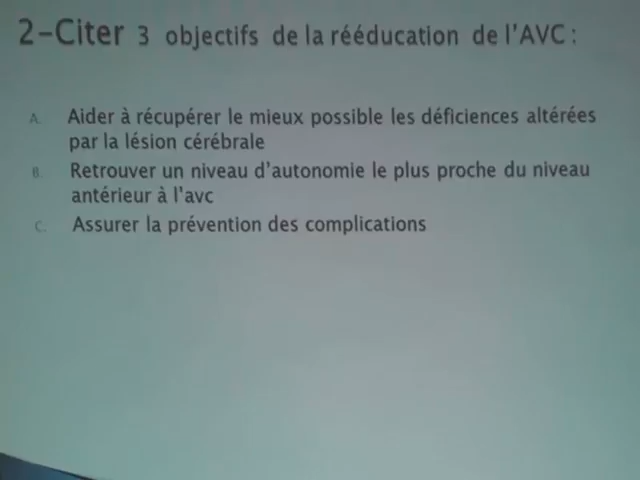 2-Citer 3 objectifs de la rééducation de l'AVC :
A. Aider à récupérer le mieux possible les déficiences altérées
par la lésion cérébrale
B. Retrouver un niveau d'autonomie le plus proche du niveau
antérieur à l'avc
C. Assurer la prévention des complications